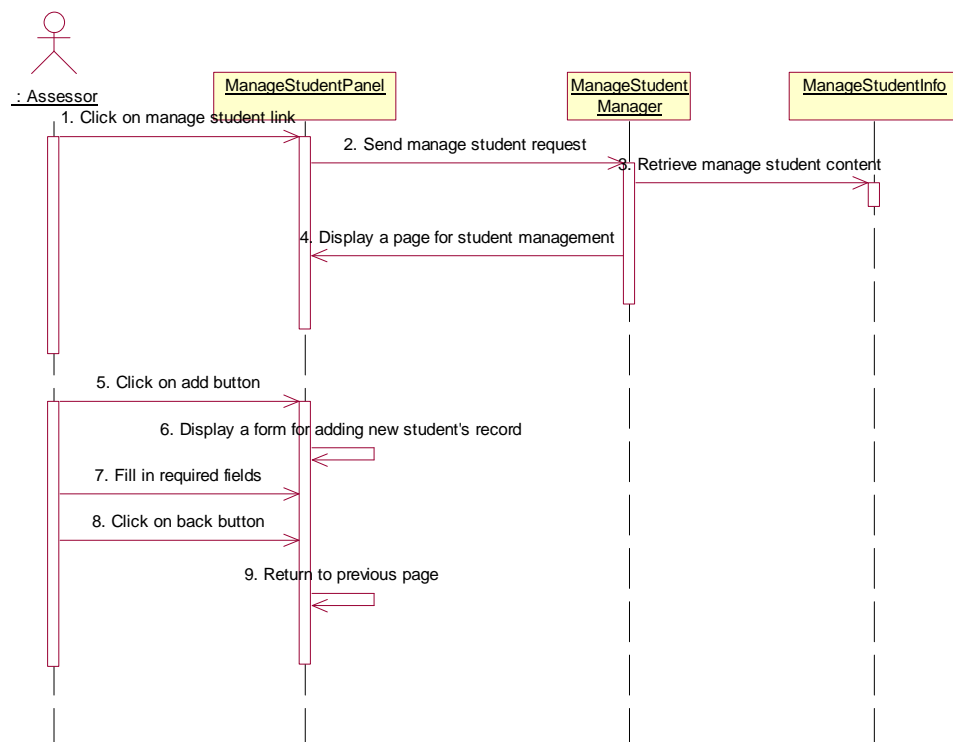 : Assessor
ManageStudentPanel
ManageStudent
Manager
ManageStudentInfo
1. Click on manage student link
2. Send manage student request
3. Retrieve manage student content
4. Display a page for student management
5. Click on add button
6. Display a form for adding new student's record
7. Fill in required fields
8. Click on back button
9. Return to previous page